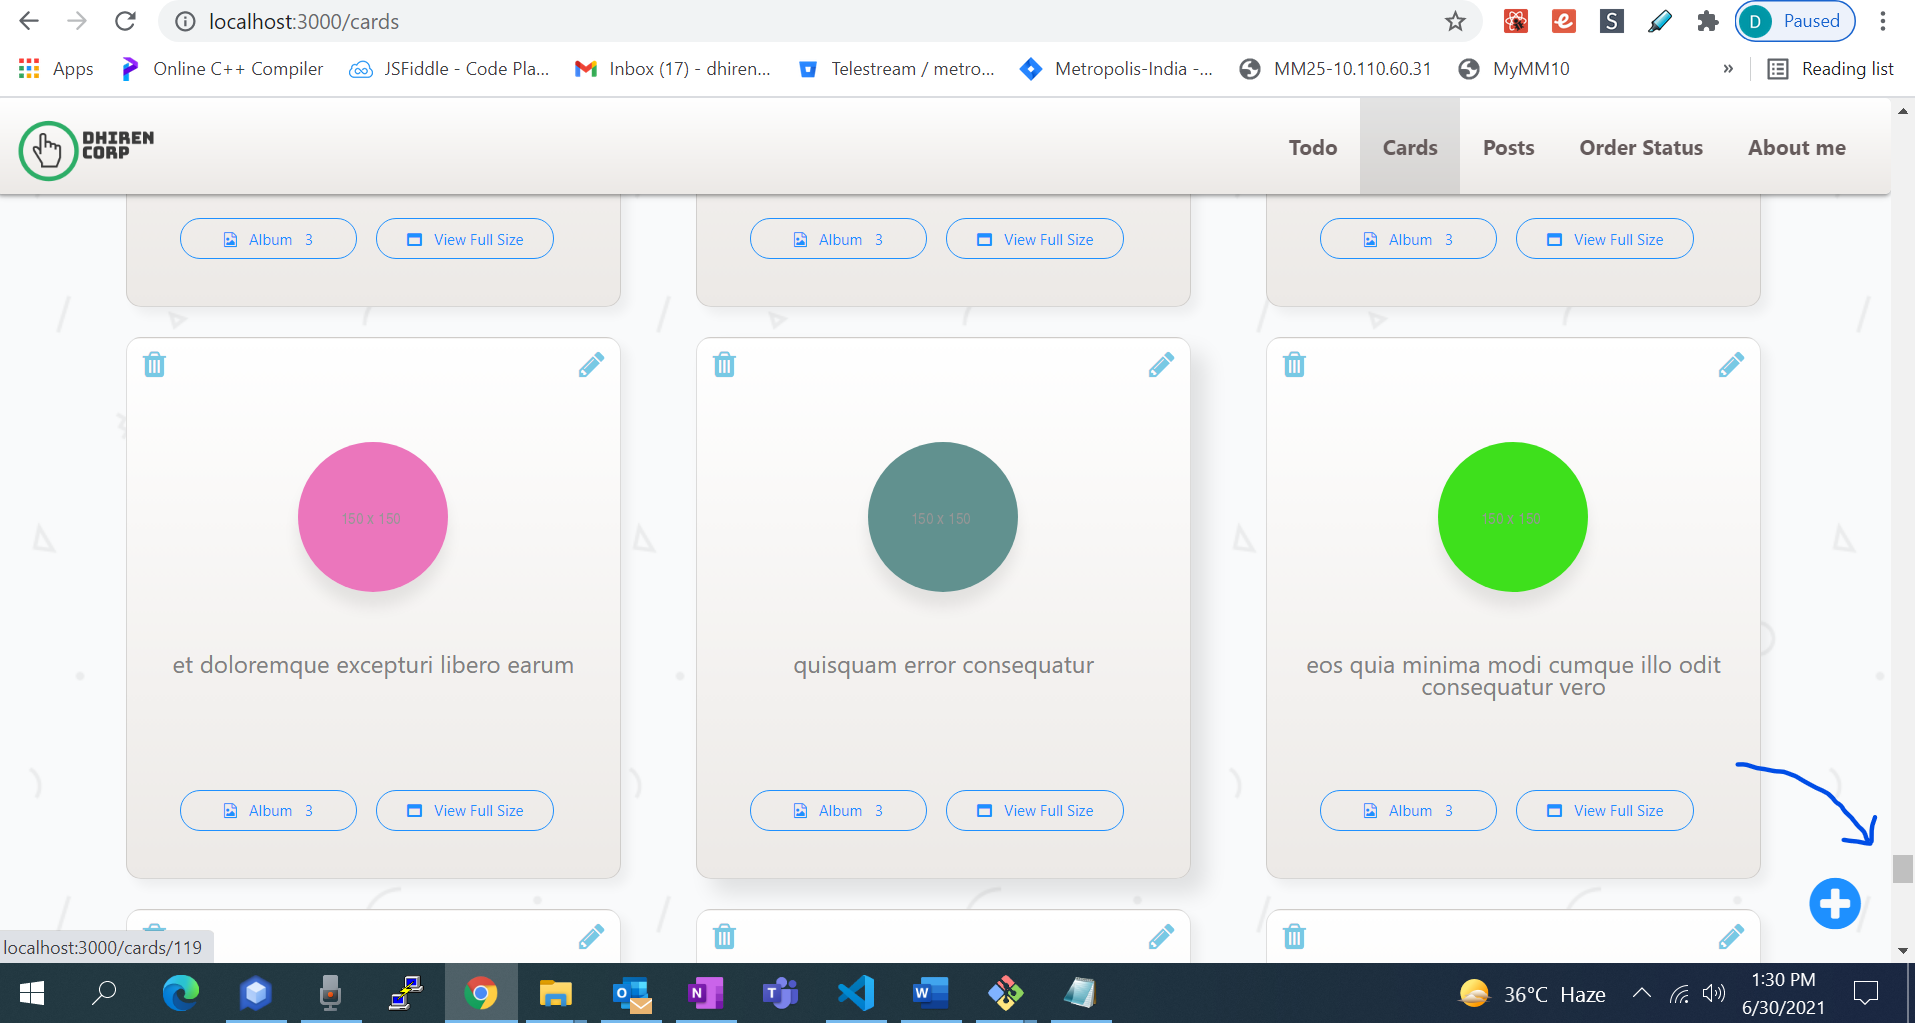 localhost:3000/cards
Paused
Apps
Online C++ Compiler
JSFiddle - Code Pla...
Inbox (17) - dhiren...
Telestream / metro...
Metropolis-India -...
MM25-10.110.60.31
MyMM10
»
Reading list
DHIREN
CORP
Todo
Cards
Posts
Order Status
About me
Album 3
View Full Size
Album 3
View Full Size
Album 3
View Full Size
150 x 150
150 x 150
150 x 150
et doloremque excepturi libero earum
quisquam error consequatur
eos quia minima modi cumque illo odit
consequatur vero
Album 3
View Full Size
Album 3
View Full Size
Album 3
View Full Size
localhost:3000/cards/119
36°C Haze
1:30 PM
6/30/2021